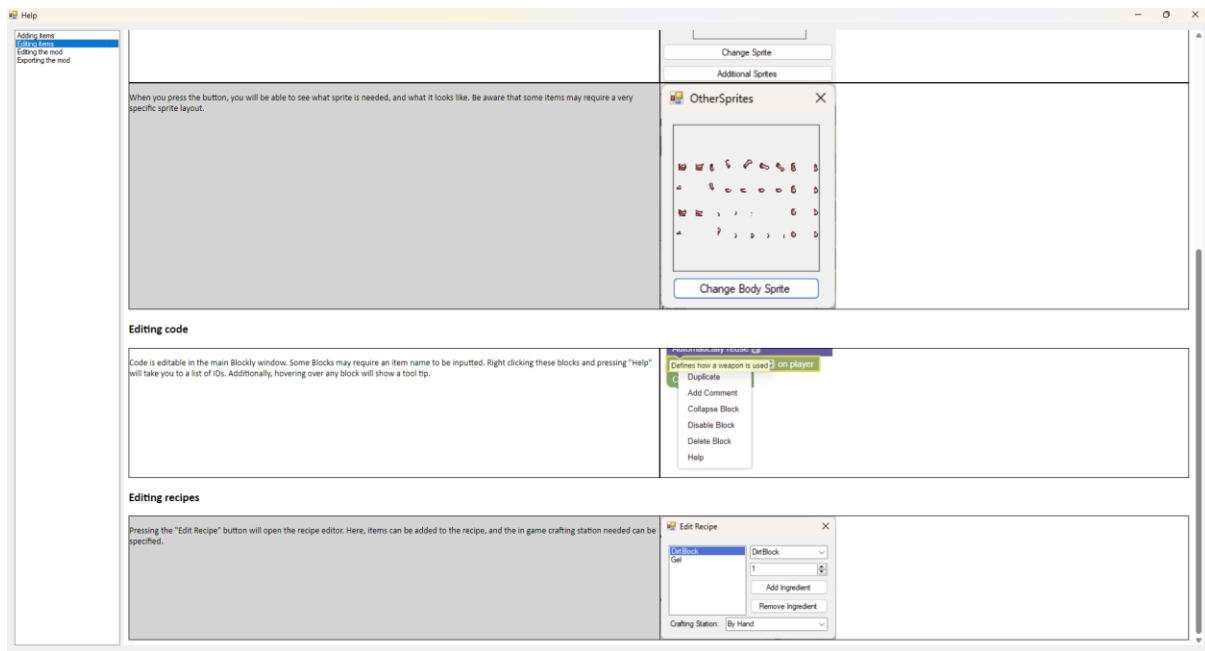 Help
Adding items
Editing items
Editing the mod
Exporting the mod
Change Sprite
Additional Sprites
When you press the button, you will be able to see what sprite is needed, and what it looks like. Be aware that some items may require a very
specific sprite layout.
OtherSprites
Change Body Sprite
Editing code
Code is editable in the main Blockly window. Some Blocks may require an item name to be inputted. Right clicking these blocks and pressing "Help"
will take you to a list of IDs. Additionally, hovering over any block will show a tool tip.
Automatically reuse
Defines how a weapon is used
on player
Duplicate
Add Comment
Collapse Block
Disable Block
Delete Block
Help
Editing recipes
Pressing the "Edit Recipe" button will open the recipe editor. Here, items can be added to the recipe, and the in game crafting station needed can be
specified.
Edit Recipe
DirtBlock
Gel
DirtBlock
1
Add Ingredient
Remove Ingredient
Crafting Station: By Hand